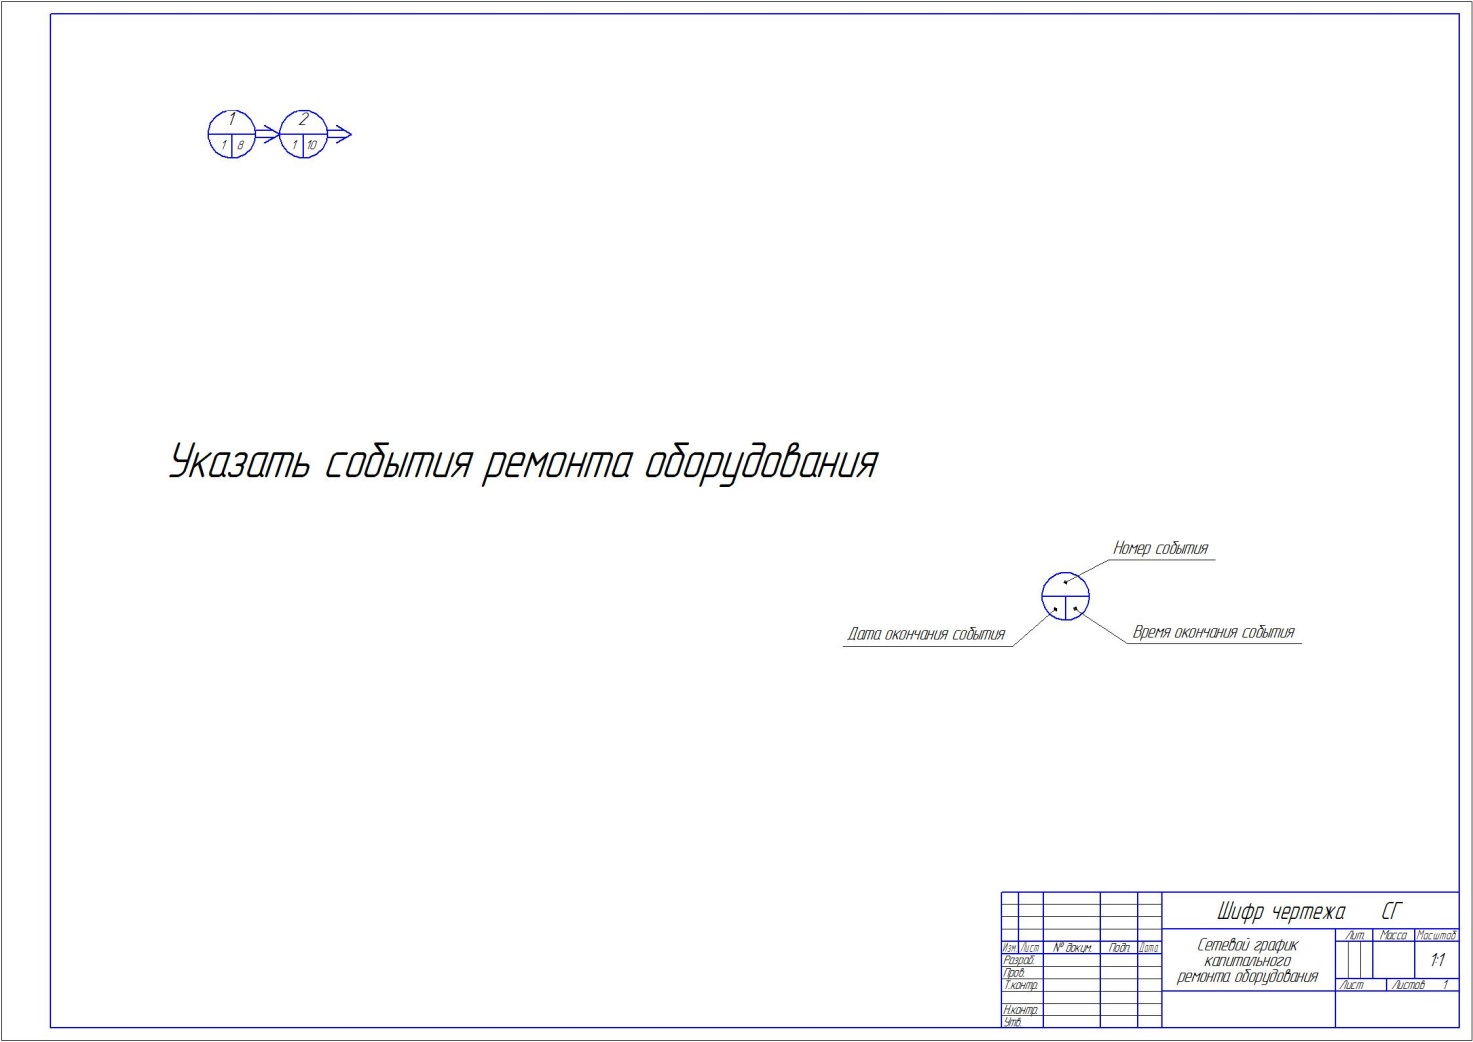 1
1 8
2
1 10
Указать события ремонта оборудования
Номер события
Дата окончания события
Время окончания события
Шифр чертежа СГ
Изм. Лист № докум. Подп. Дата
Разраб.
Пров.
Т.контр.
Н.контр.
Утв.
Сетевой график
капитального
ремонта оборудования
Лит. Масса Масштаб
1:1
Лист Листов 1